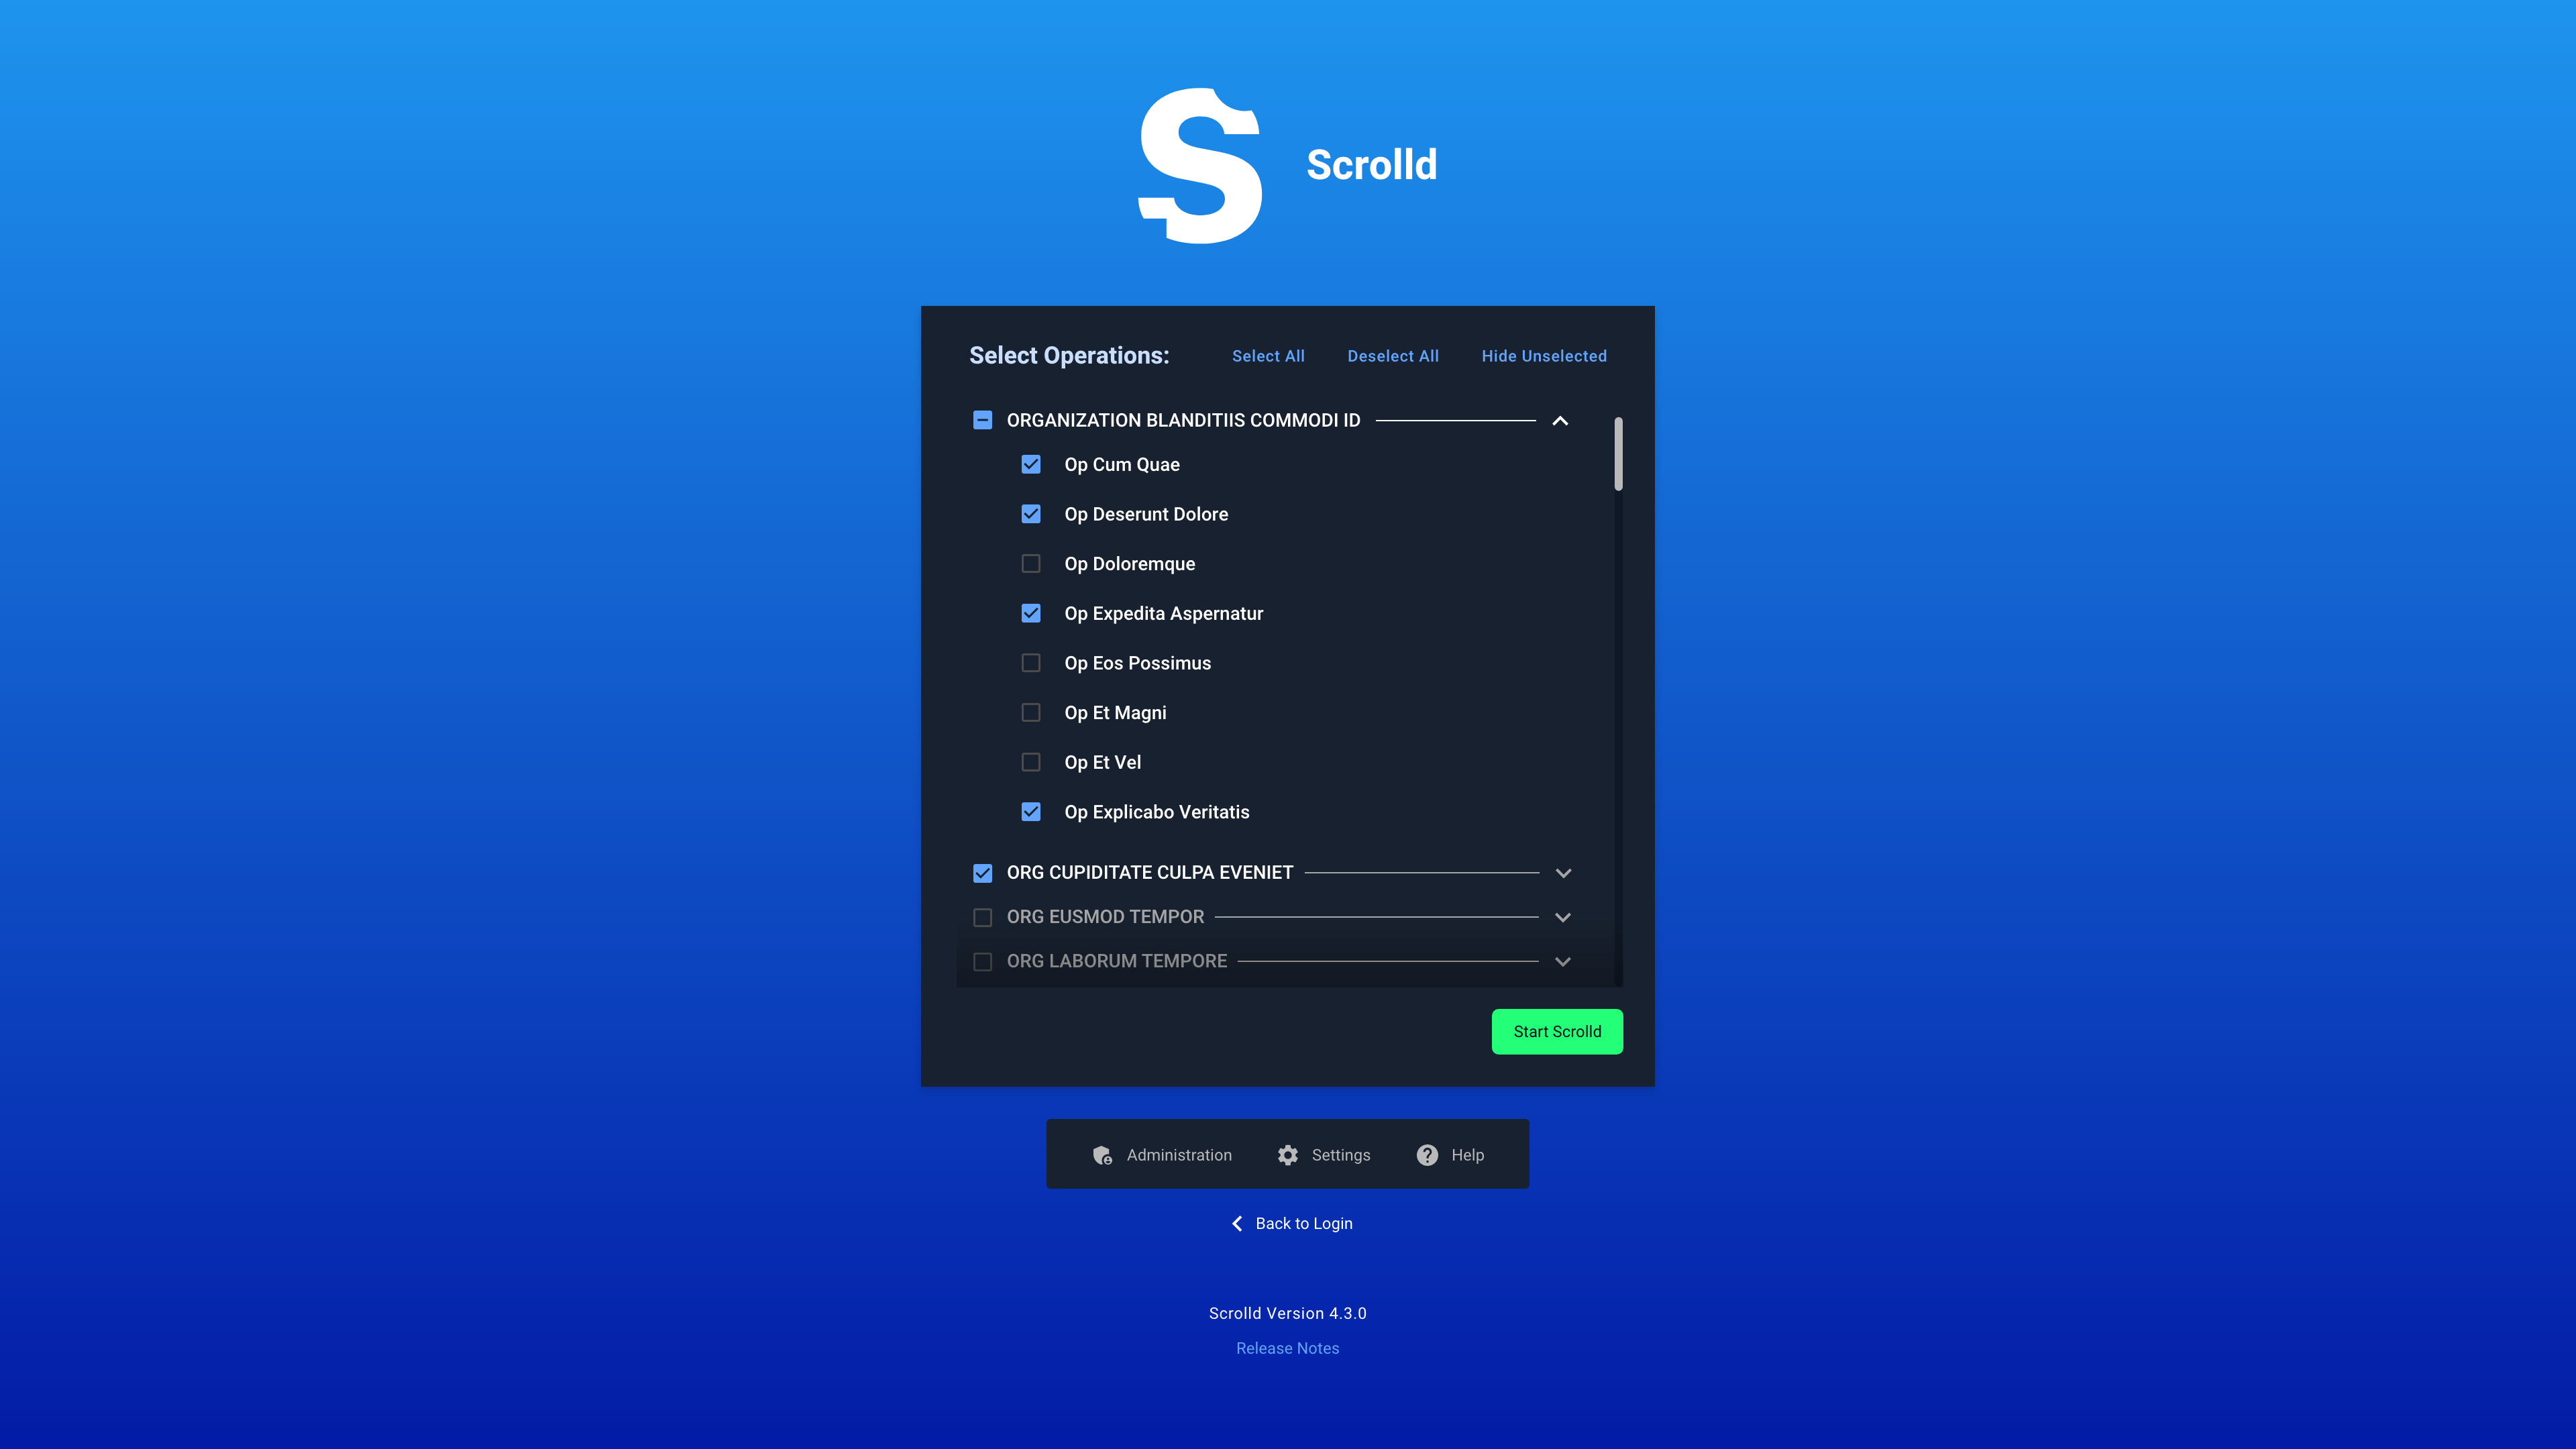 S Scrolld
Select Operations: Select All Deselect All Hide Unselected
ORGANIZATION BLANDITIIS COMMODI ID
Op Cum Quae
Op Deserunt Dolore
Op Doloremque
Op Expedita Aspernatur
Op Eos Possimus
Op Et Magni
Op Et Vel
Op Explicabo Veritatis
ORG CUPIDITATE CULPA EVENIET
ORG EUSMOD TEMPOR
ORG LABORUM TEMPORE
Start Scrolld
Administration Settings Help
Back to Login
Scrolld Version 4.3.0
Release Notes